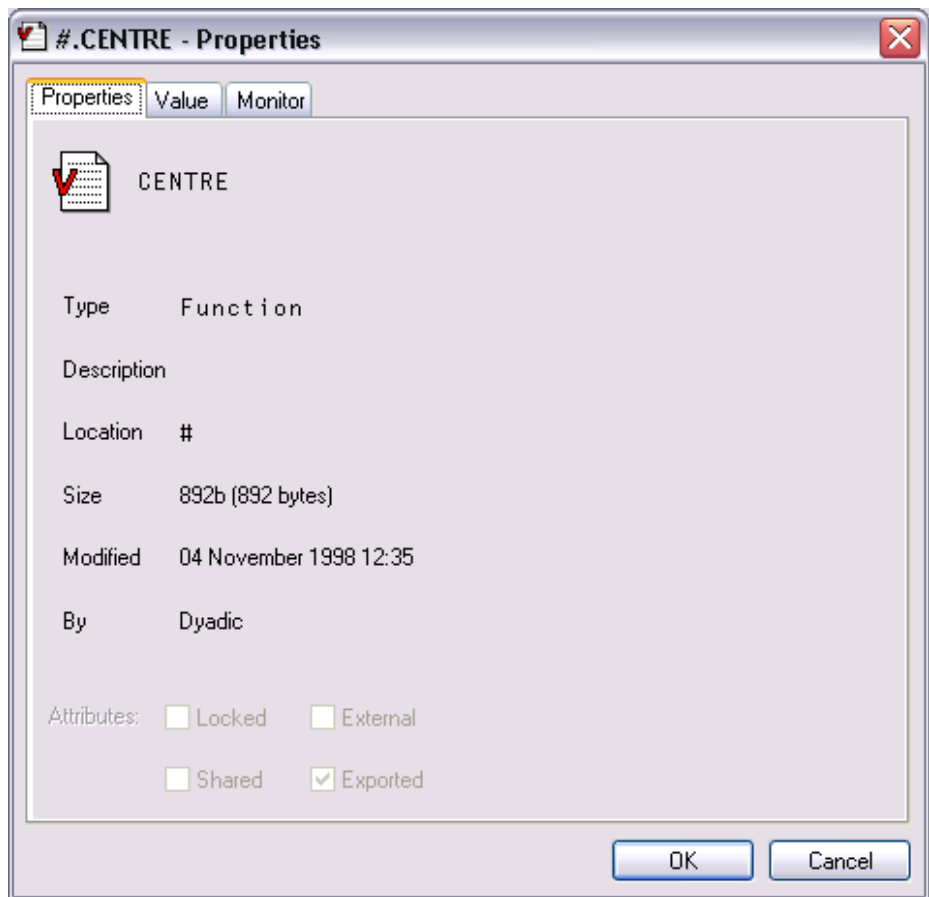 #.CENTRE - Properties
Properties Value Monitor
CENTRE
Type Function
Description
Location #
Size 892b (892 bytes)
Modified 04 November 1998 12:35
By Dyadic
Attributes: Locked External
Shared Exported
OK Cancel